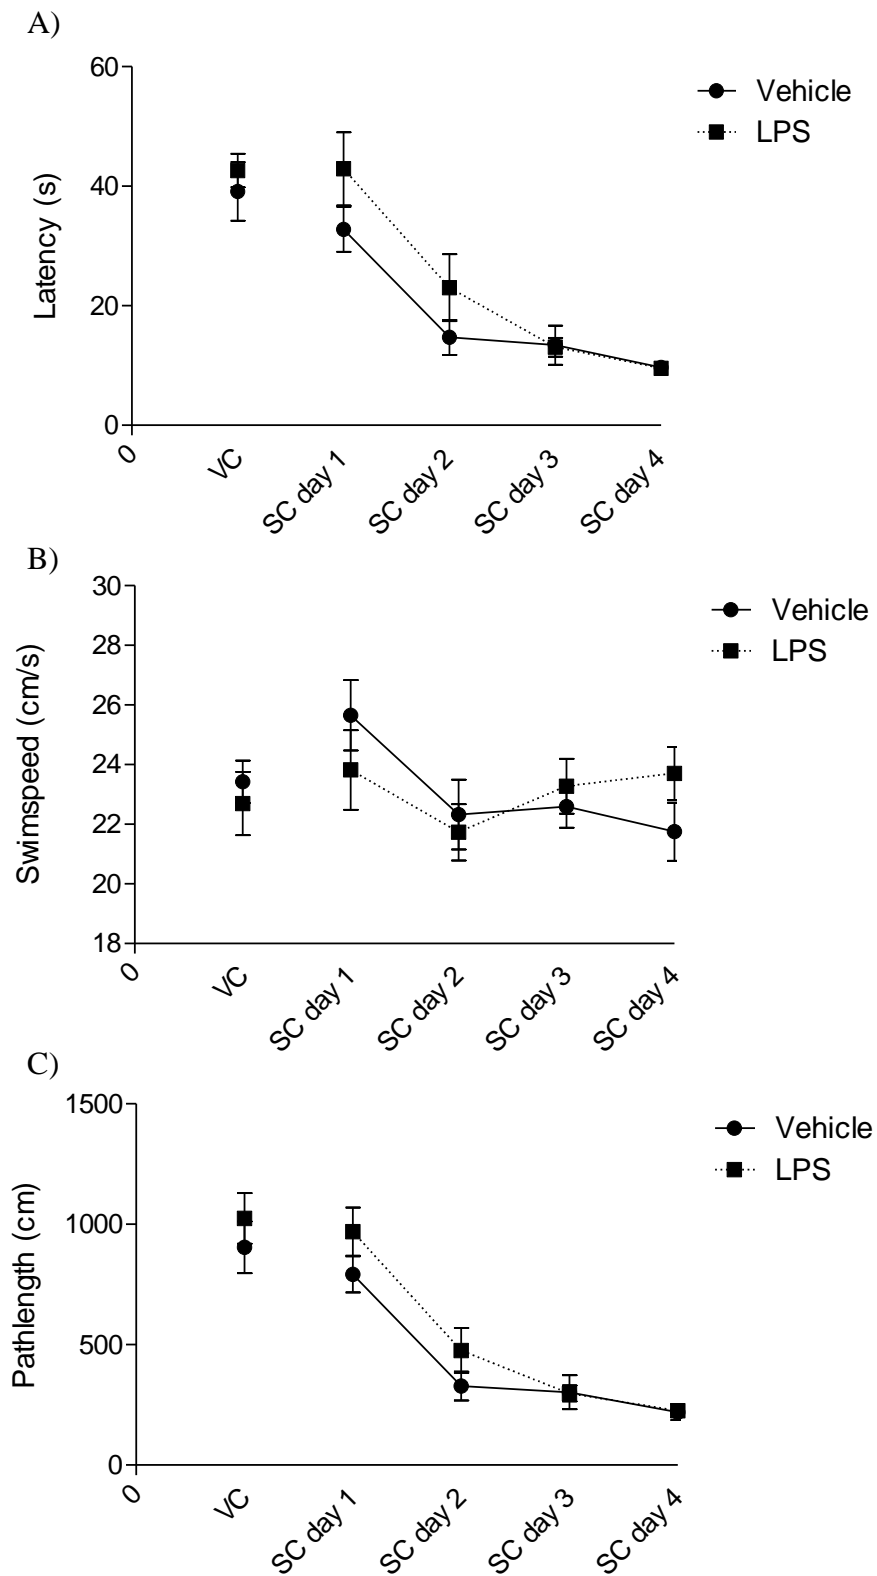 A)
60
40
20
0
Latency (s)
0
VC
SC day 1
SC day 2
SC day 3
SC day 4
Vehicle
LPS
B)
30
28
26
24
22
20
18
Swimspeed (cm/s)
0
VC
SC day 1
SC day 2
SC day 3
SC day 4
Vehicle
LPS
C)
1500
1000
500
0
Pathlength (cm)
0
VC
SC day 1
SC day 2
SC day 3
SC day 4
Vehicle
LPS